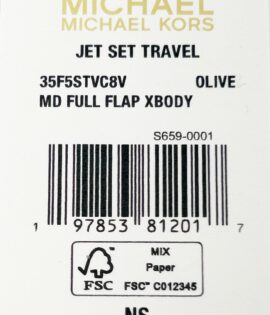 MICHAEL
MICHAEL KORS
JET SET TRAVEL
35F5STVC8V OLIVE
MD FULL FLAP XBODY
S659-0001
1 97853 81201 7
FSC
MIX
Paper
FSC™ C012345
NS